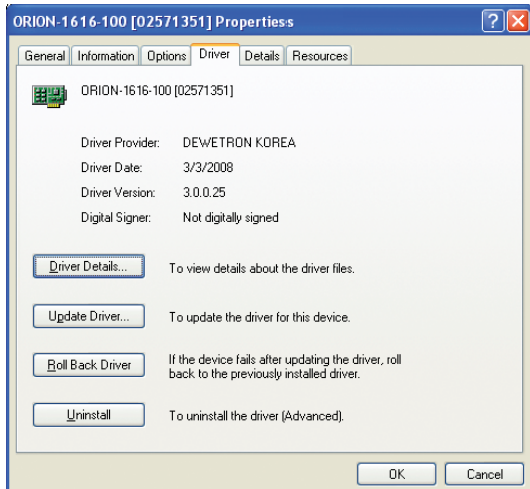 ORION-1616-100 [02571351] Properties
General Information Options Driver Details Resources
ORION-1616-100 [02571351]
Driver Provider: DEWETRON KOREA
Driver Date: 3/3/2008
Driver Version: 3.0.0.25
Digital Signer: Not digitally signed
Driver Details... To view details about the driver files.
Update Driver... To update the driver for this device.
Roll Back Driver If the device fails after updating the driver, roll
back to the previously installed driver.
Uninstall To uninstall the driver (Advanced).
OK Cancel